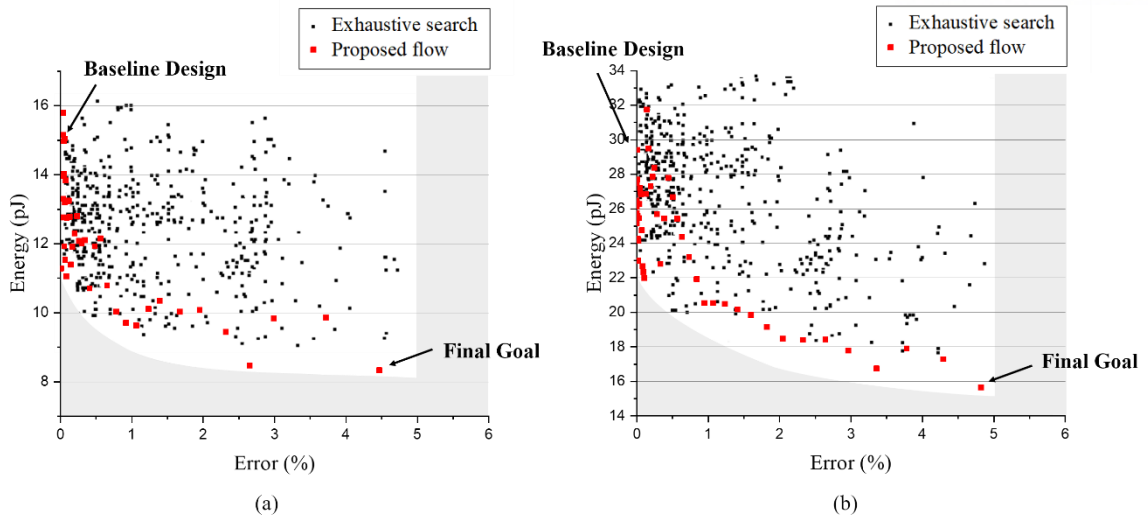 Exhaustive search
Proposed flow
Baseline Design
16
14
12
10
8
Energy (pJ)
Final Goal
0 1 2 3 4 5 6
Error (%)
(a)
Exhaustive search
Proposed flow
Baseline Design
34
32
30
28
26
24
22
20
18
16
14
Energy (pJ)
Final Goal
0 1 2 3 4 5 6
Error (%)
(b)